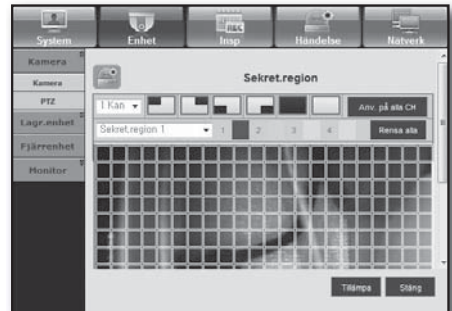 System Enhet Insp Händelse Nätverk
Kamera
Kamera
PTZ
Lagr.enhet
Fjärrenhet
Monitor
Sekret.region
1 Kan Anv. på alla CH
Sekret.region 1 1 2 3 4 Rensa alla
Tillämpa Stäng